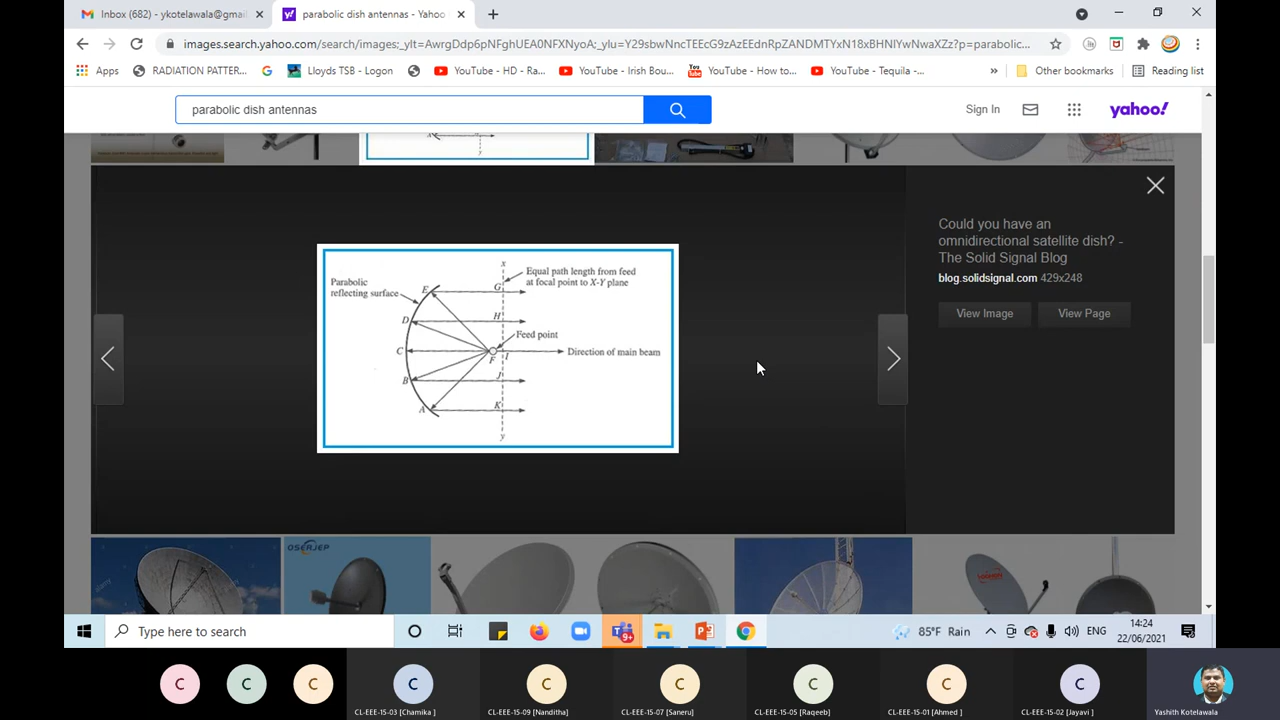 Inbox (682) - ykotelawala@gmai
parabolic dish antennas - Yahoo
images.search.yahoo.com/search/images;_ylt=AwrgDdp6pNFghUEA0NFXNyoA;_ylu=Y29sbwNncTEEcG9zAzEEdnRpZANDMTYxN18xBHNlYwNwaXZz?p=parabolic...
Apps
RADIATION PATTER...
Lloyds TSB - Logon
YouTube - HD - Ra...
YouTube - Irish Bou...
YouTube - How to...
YouTube - Tequila -...
»
Other bookmarks
Reading list
parabolic dish antennas
Sign In
yahoo!
Could you have an
omnidirectional satellite dish? -
The Solid Signal Blog
blog.solidsignal.com 429x248
View Image
View Page
x
Equal path length from feed
at focal point to X-Y plane
Parabolic
reflecting surface
E
G
D
H
Feed point
C
F
I
Direction of main beam
B
J
A
K
y
OSERJEP
Type here to search
9+
85°F Rain
ENG
14:24
22/06/2021
C
C
C
C
C
C
C
C
C
CL-EEE-15-03 [Chamika ]
CL-EEE-15-09 [Nanditha)
CL-EEE-15-07 [Saneru]
CL-EEE-15-05 [Raqeeb]
CL-EEE-15-01 [Ahmed ]
CL-EEE-15-02 [Jayavi ]
Yashith Kotelawala